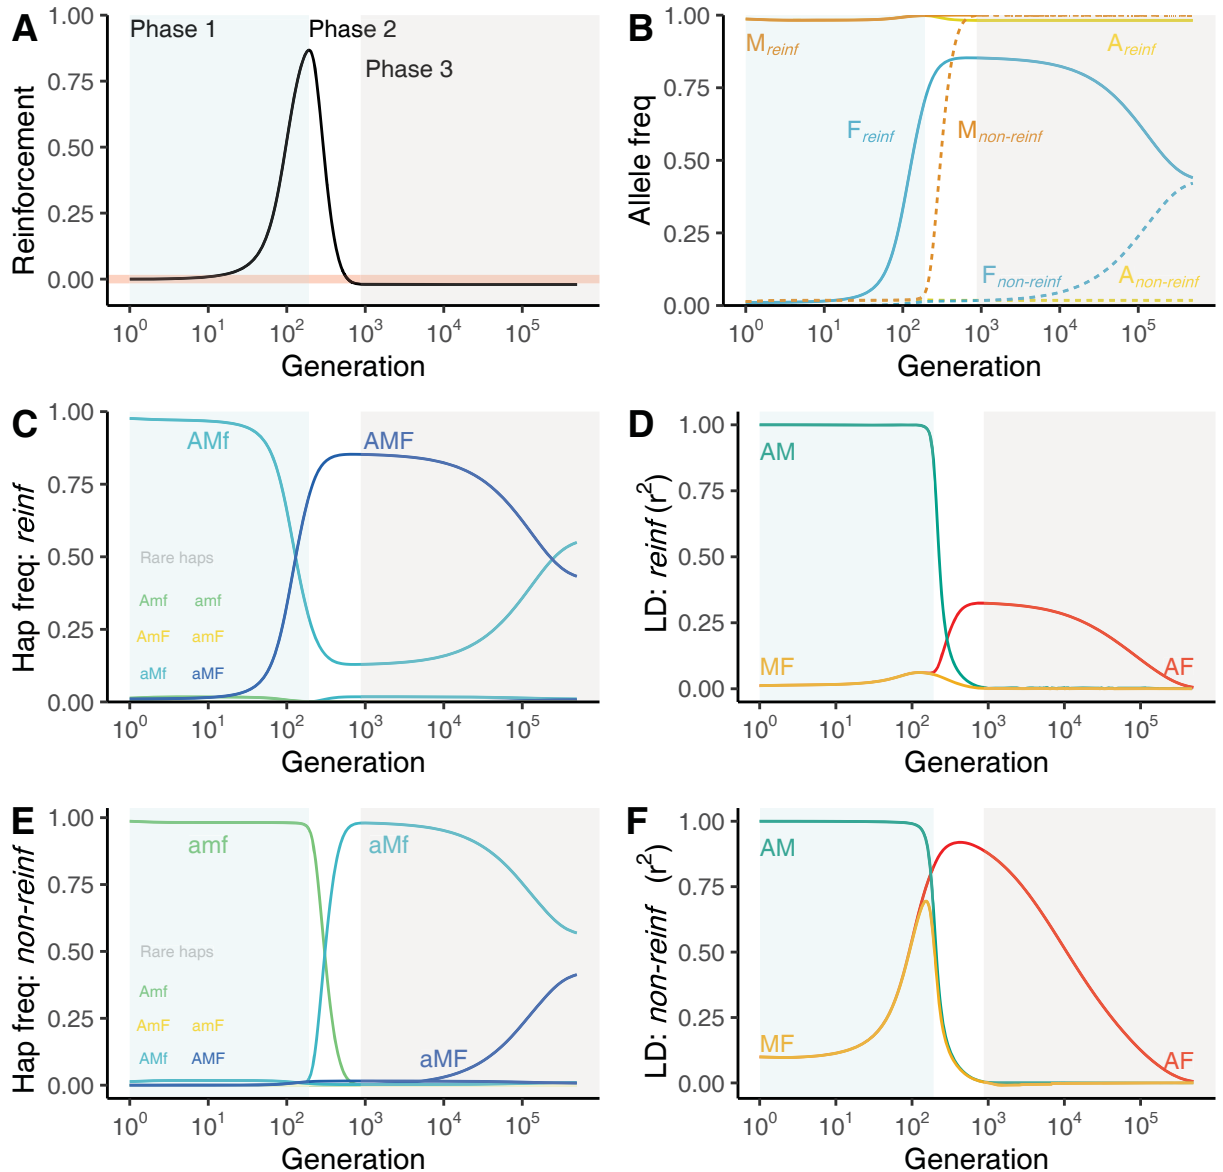 A
Phase 1
Phase 2
Phase 3
Reinforcement
1.00
0.75
0.50
0.25
0.00
10^0 10^1 10^2 10^3 10^4 10^5
Generation
B
M_reinf
A_reinf
F_reinf
M_non-reinf
F_non-reinf
A_non-reinf
Allele freq
1.00
0.75
0.50
0.25
0.00
10^0 10^1 10^2 10^3 10^4 10^5
Generation
C
AMf
AMF
Rare haps
Amf amf
AmF amF
aMf aMF
Hap freq: reinf
1.00
0.75
0.50
0.25
0.00
10^0 10^1 10^2 10^3 10^4 10^5
Generation
D
AM
MF
AF
LD: reinf (r^2)
1.00
0.75
0.50
0.25
0.00
10^0 10^1 10^2 10^3 10^4 10^5
Generation
E
amf
aMf
Rare haps
Amf
AmF amF
AMf AMF
aMF
Hap freq: non-reinf
1.00
0.75
0.50
0.25
0.00
10^0 10^1 10^2 10^3 10^4 10^5
Generation
F
AM
MF
AF
LD: non-reinf (r^2)
1.00
0.75
0.50
0.25
0.00
10^0 10^1 10^2 10^3 10^4 10^5
Generation